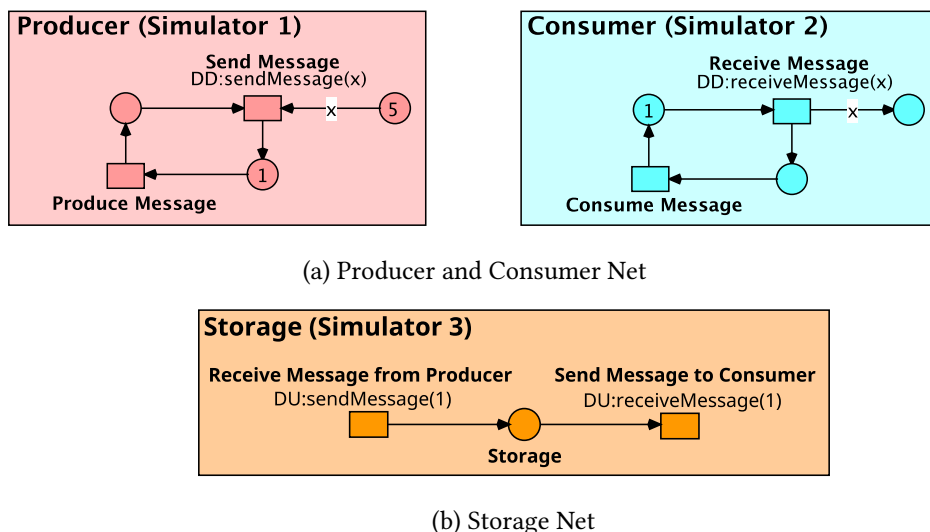 Producer (Simulator 1)
Send Message
DD:sendMessage(x)
x
5
1
Produce Message
Consumer (Simulator 2)
Receive Message
DD:receiveMessage(x)
1
x
Consume Message
(a) Producer and Consumer Net
Storage (Simulator 3)
Receive Message from Producer
DU:sendMessage(1)
Send Message to Consumer
DU:receiveMessage(1)
Storage
(b) Storage Net